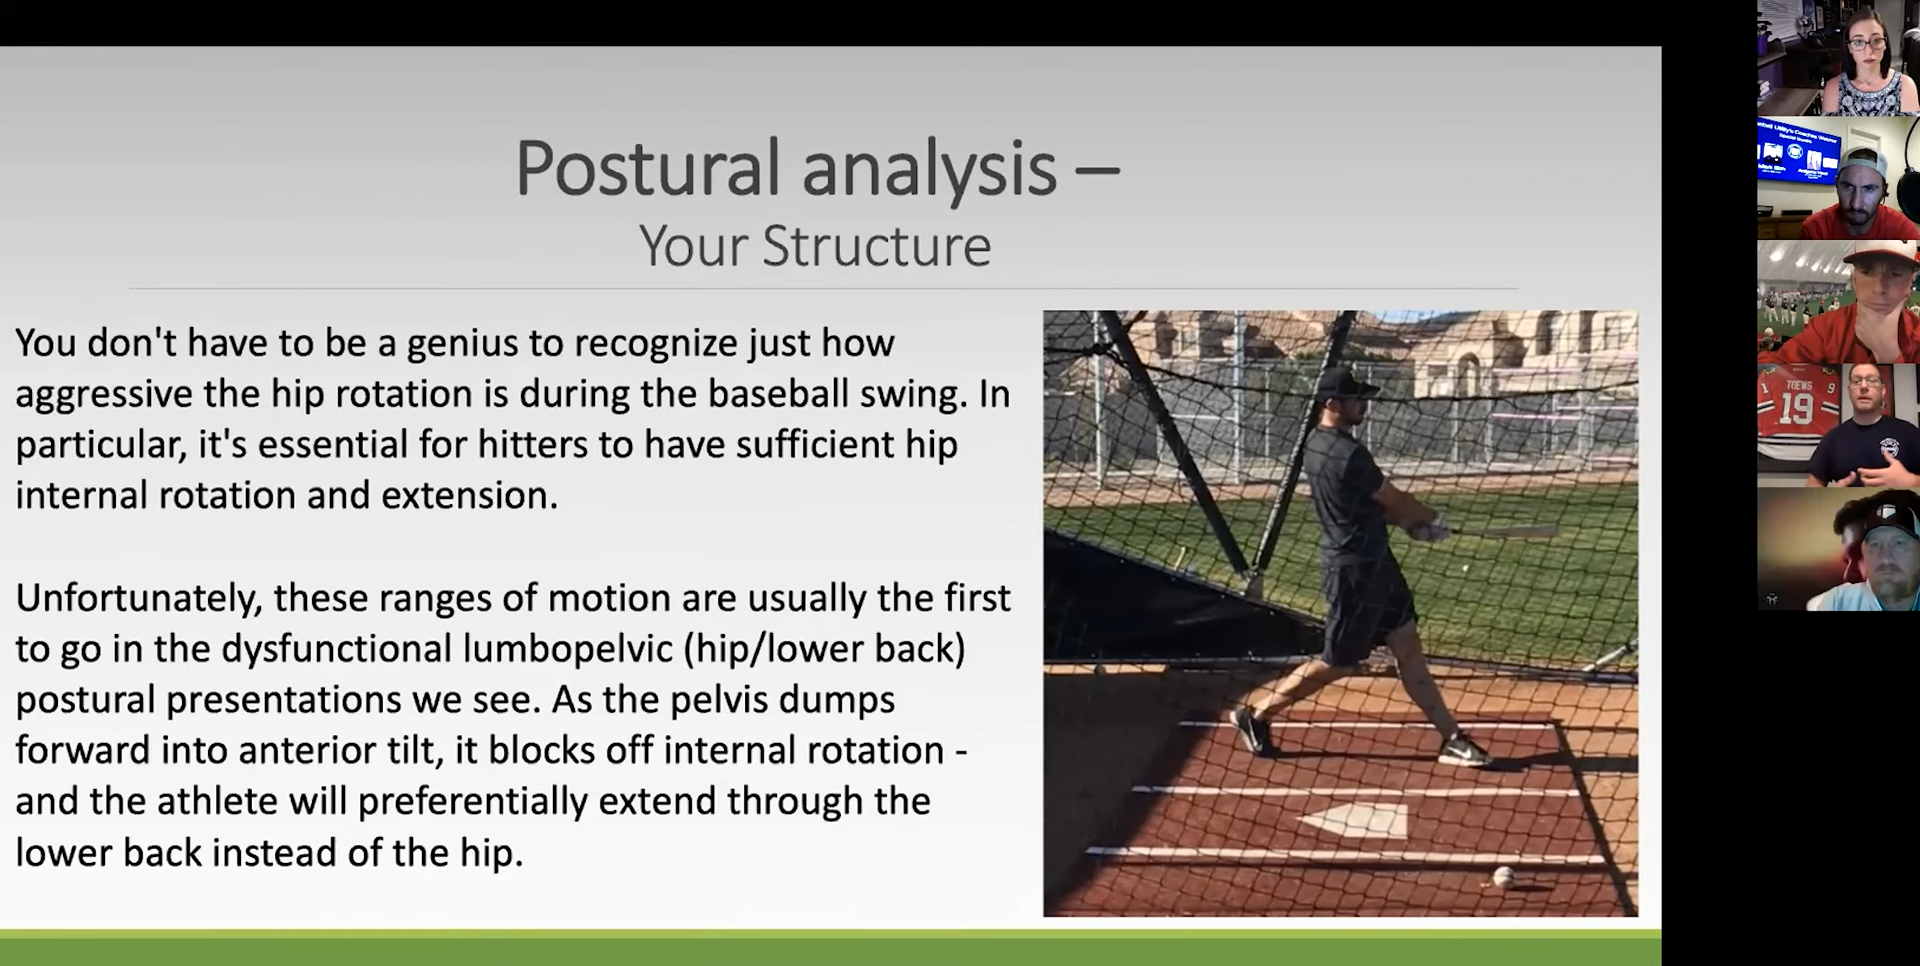 Postural analysis –
Your Structure
You don't have to be a genius to recognize just how
aggressive the hip rotation is during the baseball swing. In
particular, it's essential for hitters to have sufficient hip
internal rotation and extension.
Unfortunately, these ranges of motion are usually the first
to go in the dysfunctional lumbopelvic (hip/lower back)
postural presentations we see. As the pelvis dumps
forward into anterior tilt, it blocks off internal rotation -
and the athlete will preferentially extend through the
lower back instead of the hip.
TOEWS
19